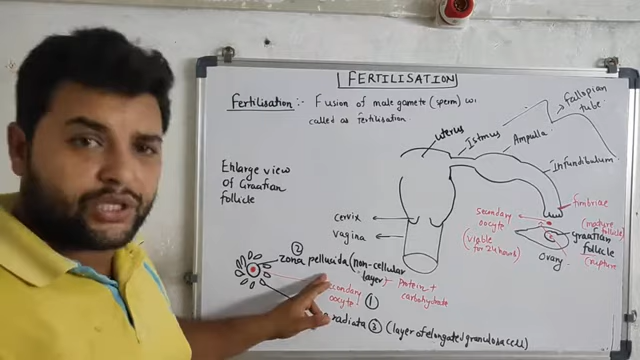 FERTILISATION
Fertilisation :- Fusion of male gamete (sperm) wi
called as fertilisation.
Fallopian
tube
uterus
Istmus
Ampulla
Infundibulum
Enlarge view
of Graafian
follicle
fimbriae
secondary
oocyte
(viable
for 24 hours)
(mature
follicle)
graafian
follicle
(rupture
Ovary
cervix
vagina
②
zona pellucida (non-cellular
layer)
Protein +
carbohydrate
secondary
oocyte ①
radiata ③ (layer of elongated granulosa cell)